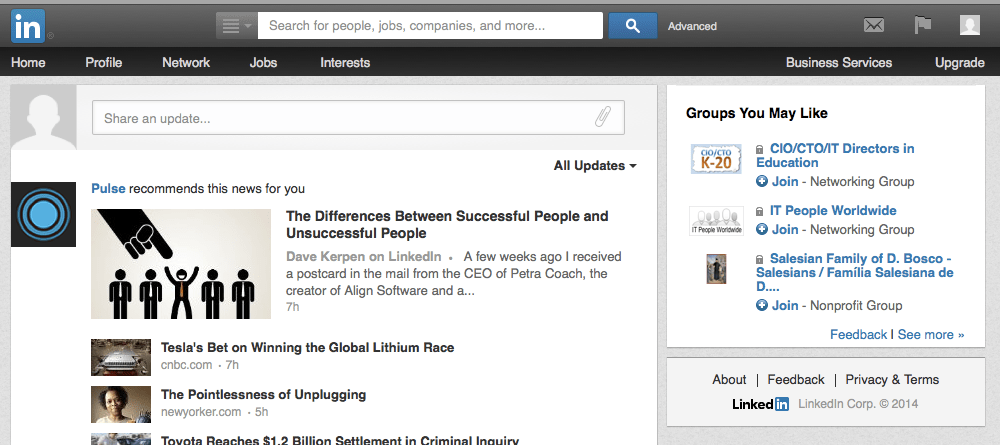 in
Search for people, jobs, companies, and more...
Advanced
Home
Profile
Network
Jobs
Interests
Business Services
Upgrade
Share an update...
All Updates
Pulse recommends this news for you
The Differences Between Successful People and
Unsuccessful People
Dave Kerpen on LinkedIn • A few weeks ago I received
a postcard in the mail from the CEO of Petra Coach, the
creator of Align Software and a...
7h
Tesla's Bet on Winning the Global Lithium Race
cnbc.com · 7h
The Pointlessness of Unplugging
newyorker.com · 5h
Toyota Reaches $1.2 Billion Settlement in Criminal Inquiry
Groups You May Like
CIO/CTO
K-20
CIO/CTO/IT Directors in
Education
Join - Networking Group
IT People Worldwide
IT People Worldwide
Join - Networking Group
Salesian Family of D. Bosco -
Salesians / Família Salesiana de
D....
Join - Nonprofit Group
Feedback | See more »
About | Feedback | Privacy & Terms
Linked in LinkedIn Corp. © 2014